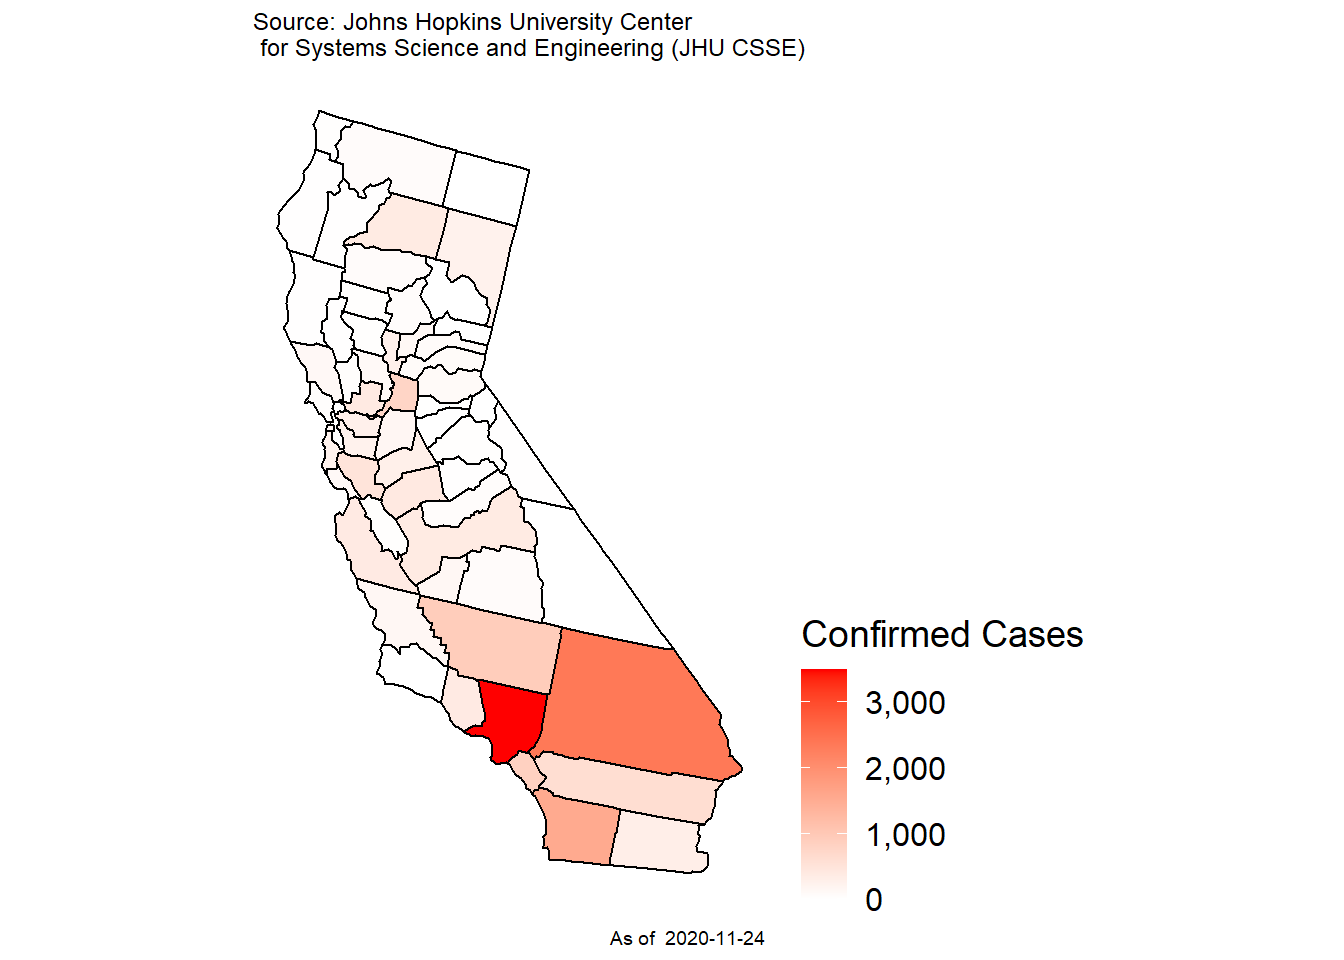 Source: Johns Hopkins University Center
for Systems Science and Engineering (JHU CSSE)
Confirmed Cases
3,000
2,000
1,000
0
As of 2020-11-24